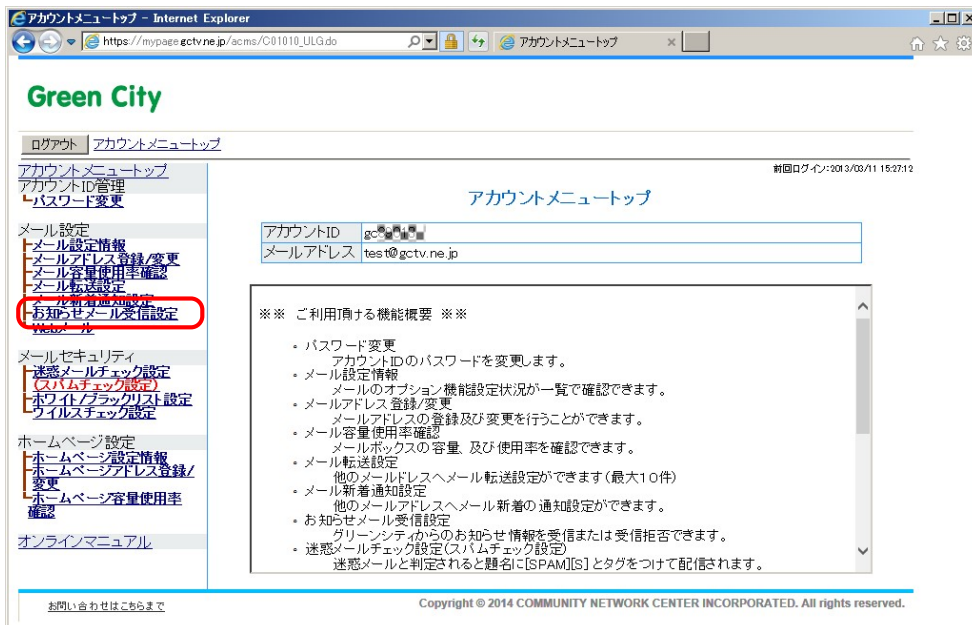 アカウントメニュートップ - Internet Explorer
https://mypage.gctv.ne.jp/acms/C01010_ULG.do
アカウントメニュートップ
Green City
ログアウト アカウントメニュートップ
前回ログイン:2013/03/11 15:27:12
アカウントメニュートップ
アカウントID管理
パスワード変更
メール設定
メール設定情報
メールアドレス登録/変更
メール容量使用率確認
メール転送設定
メール新着通知設定
お知らせメール受信設定
Webメール
メールセキュリティ
迷惑メールチェック設定
(スパムチェック設定)
ホワイト/ブラックリスト設定
ウイルスチェック設定
ホームページ設定
ホームページ設定情報
ホームページアドレス登録/
変更
ホームページ容量使用率
確認
オンラインマニュアル
アカウントメニュートップ
アカウントID
メールアドレス test@gctv.ne.jp
※※ ご利用頂ける機能概要 ※※
・ パスワード変更
アカウントIDのパスワードを変更します。
・ メール設定情報
メールのオプション機能設定状況が一覧で確認できます。
・ メールアドレス登録/変更
メールアドレスの登録及び変更を行うことができます。
・ メール容量使用率確認
メールボックスの容量、及び使用率を確認できます。
・ メール転送設定
他のメールドレスへメール転送設定ができます(最大10件)
・ メール新着通知設定
他のメールアドレスへメール新着の通知設定ができます。
・ お知らせメール受信設定
グリーンシティからのお知らせ情報を受信または受信拒否できます。
・ 迷惑メールチェック設定(スパムチェック設定)
迷惑メールと判定されると題名に[SPAM][S]とタグをつけて配信されます。
お問い合わせはこちらまで
Copyright © 2014 COMMUNITY NETWORK CENTER INCORPORATED. All rights reserved.